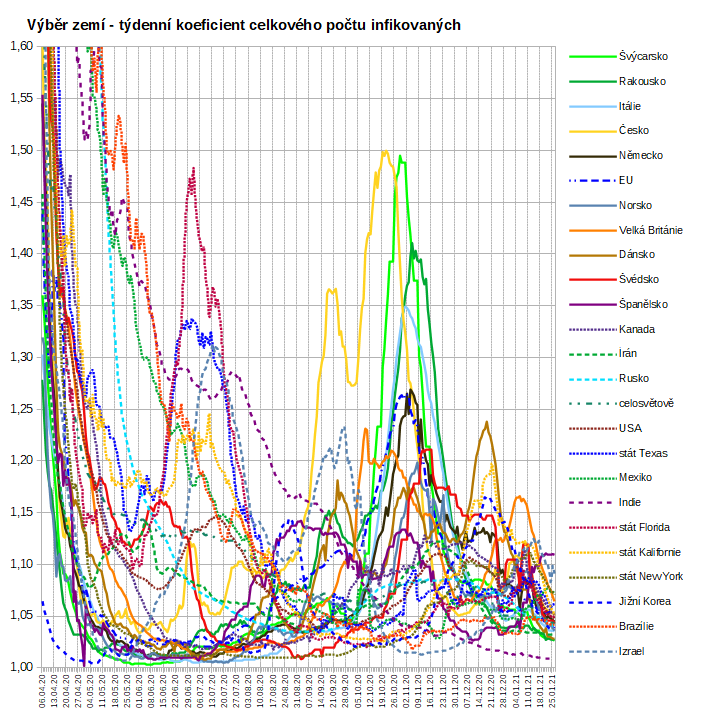 Výběr zemí - týdenní koeficient celkového počtu infikovaných
1,60
1,55
1,50
1,45
1,40
1,35
1,30
1,25
1,20
1,15
1,10
1,05
1,00
Švýcarsko
Rakousko
Itálie
Česko
Německo
EU
Norsko
Velká Británie
Dánsko
Švédsko
Španělsko
Kanada
Írán
Rusko
celosvětově
USA
stát Texas
Mexiko
Indie
stát Florida
stát Kalifornie
stát NewYork
Jižní Korea
Brazílie
Izrael
06.04.20
13.04.20
20.04.20
27.04.20
04.05.20
11.05.20
18.05.20
25.05.20
01.06.20
08.06.20
15.06.20
22.06.20
29.06.20
06.07.20
13.07.20
20.07.20
27.07.20
03.08.20
10.08.20
17.08.20
24.08.20
31.08.20
07.09.20
14.09.20
21.09.20
28.09.20
05.10.20
12.10.20
19.10.20
26.10.20
02.11.20
09.11.20
16.11.20
23.11.20
30.11.20
07.12.20
14.12.20
21.12.20
28.12.20
04.01.21
11.01.21
18.01.21
25.01.21